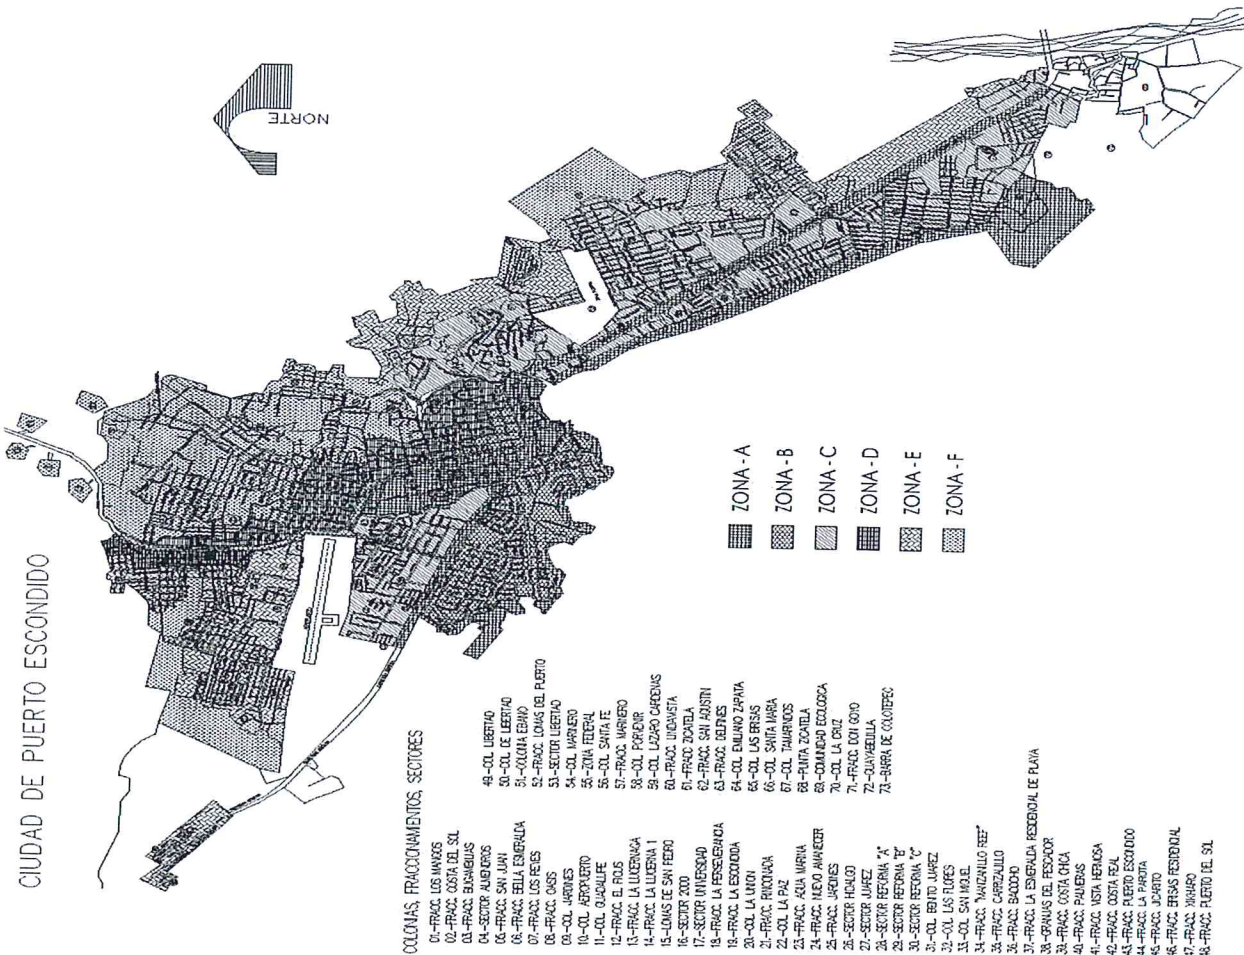 CIUDAD DE PUERTO ESCONDIDO
NORTE
ZONA-A
ZONA-B
ZONA-C
ZONA-D
ZONA-E
ZONA-F
COLONIAS, FRACCIONAMIENTOS, SECTORES
01.-FRACC. LOS MANGOS
02.-FRACC. COSTA DEL SOL
03.-FRACC. BUGAMBILIAS
04.-SECTOR ALMENDROS
05.-FRACC. SAN JUAN
06.-FRACC. BELLA ESMERALDA
07.-FRACC. LOS REYES
08.-FRACC. OASIS
09.-COL. JARDINES
10.-COL. AEROPUERTO
11.-COL. GUADALUPE
12.-FRACC. EL FICUS
13.-FRACC. LA LUCIERNAGA
14.-FRACC. LA LUCIERNA 1
15.-LOMAS DE SAN PEDRO
16.-SECTOR 2000
17.-SECTOR UNIVERSIDAD
18.-FRACC. LA PERSEVERANCIA
19.-FRACC. LA ESCONDIDA
20.-COL. LA UNION
21.-FRACC. RINCONADA
22.-COL. LA PAZ
23.-FRACC. AGUA MARINA
24.-FRACC. NUEVO AMANECER
25.-FRACC. JARDINES
26.-SECTOR HIDALGO
27.-SECTOR JUAREZ
28.-SECTOR REFORMA "A"
29.-SECTOR REFORMA "B"
30.-SECTOR REFORMA "C"
31.-COL. BENITO JUAREZ
32.-COL. LAS FLORES
33.-COL. SAN MIGUEL
34.-FRACC. "MANZANILLO REEF"
35.-FRACC. CARRIZALILLO
36.-FRACC. BACOCHO
37.-FRACC. LA ESMERALDA RESIDENCIAL DE PLAYA
38.-GRANJAS DEL PESCADOR
39.-FRACC. COSTA CHICA
40.-FRACC. PALMERAS
41.-FRACC. VISTA HERMOSA
42.-FRACC. COSTA REAL
43.-FRACC. PUERTO ESCONDIDO
44.-FRACC. LA PAROTA
45.-FRACC. JICARITO
46.-FRACC. BRISAS RESIDENCIAL
47.-FRACC. XIKARO
48.-FRACC. PUERTO DEL SOL
49.-COL. LIBERTAD
50.-COL. DE LIBERTAD
51.-COLONIA EBANO
52.-FRACC. LOMAS DEL PUERTO
53.-SECTOR LIBERTAD
54.-COL. MARINERO
55.-ZONA FEDERAL
56.-COL. SANTA FE
57.-FRACC. MARINERO
58.-COL. PORVENIR
59.-COL. LAZARO CARDENAS
60.-FRACC. LINDAVISTA
61.-FRACC. ZICATELA
62.-FRACC. SAN AGUSTIN
63.-FRACC. DELFINES
64.-COL. EMILIANO ZAPATA
65.-COL. LAS BRISAS
66.-COL. SANTA MARIA
67.-COL. TAMARINDOS
68.-PUNTA ZICATELA
69.-COMUNIDAD ECOLOGICA
70.-COL. LA CRUZ
71.-FRACC. DON GOYO
72.-GUAYABELILLA
73.-BARRA DE COLOTEPEC